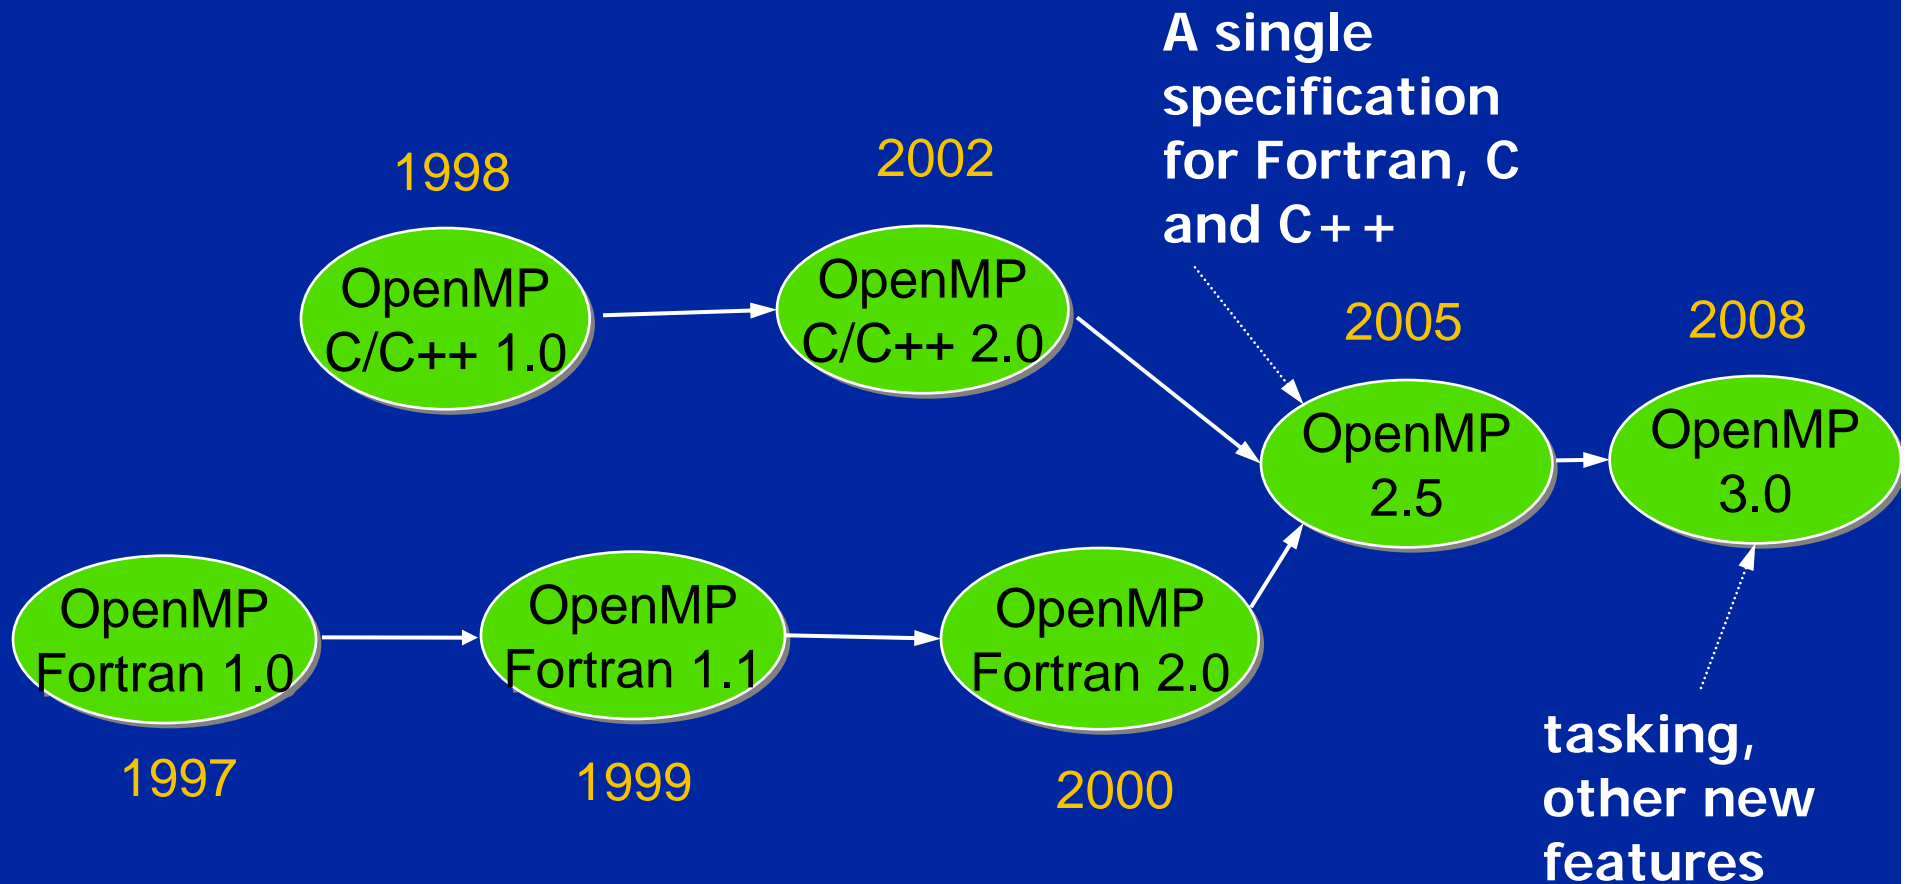 A single
specification
for Fortran, C
and C++
1998
2002
OpenMP
C/C++ 1.0
OpenMP
C/C++ 2.0
2005
2008
OpenMP
2.5
OpenMP
3.0
OpenMP
Fortran 1.0
OpenMP
Fortran 1.1
OpenMP
Fortran 2.0
1997
1999
2000
tasking,
other new
features